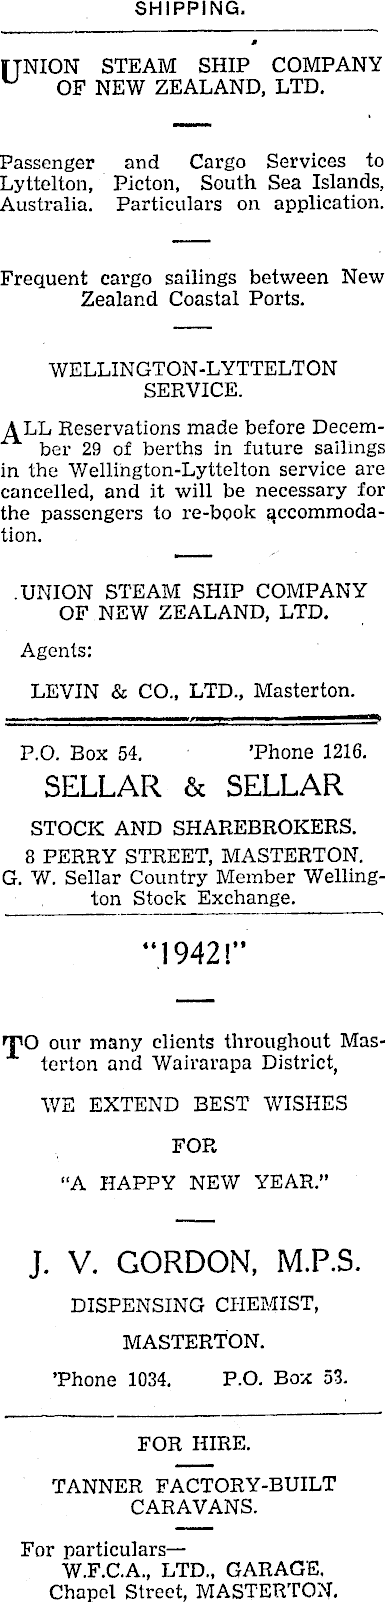 SHIPPING.
UNION STEAM SHIP COMPANY
OF NEW ZEALAND, LTD.
Passenger and Cargo Services to
Lyttelton, Picton, South Sea Islands,
Australia. Particulars on application.
Frequent cargo sailings between New
Zealand Coastal Ports.
WELLINGTON-LYTTELTON
SERVICE.
ALL Reservations made before Decem-
ber 29 of berths in future sailings
in the Wellington-Lyttelton service are
cancelled, and it will be necessary for
the passengers to re-book accommoda-
tion.
UNION STEAM SHIP COMPANY
OF NEW ZEALAND, LTD.
Agents:
LEVIN & CO., LTD., Masterton.
P.O. Box 54. 'Phone 1216.
SELLAR & SELLAR
STOCK AND SHAREBROKERS.
8 PERRY STREET, MASTERTON.
G. W. Sellar Country Member Welling-
ton Stock Exchange.
"1942!"
TO our many clients throughout Mas-
terton and Wairarapa District,
WE EXTEND BEST WISHES
FOR
"A HAPPY NEW YEAR."
J. V. GORDON, M.P.S.
DISPENSING CHEMIST,
MASTERTON.
'Phone 1034. P.O. Box 53.
FOR HIRE.
TANNER FACTORY-BUILT
CARAVANS.
For particulars—
W.F.C.A., LTD., GARAGE,
Chapel Street, MASTERTON.